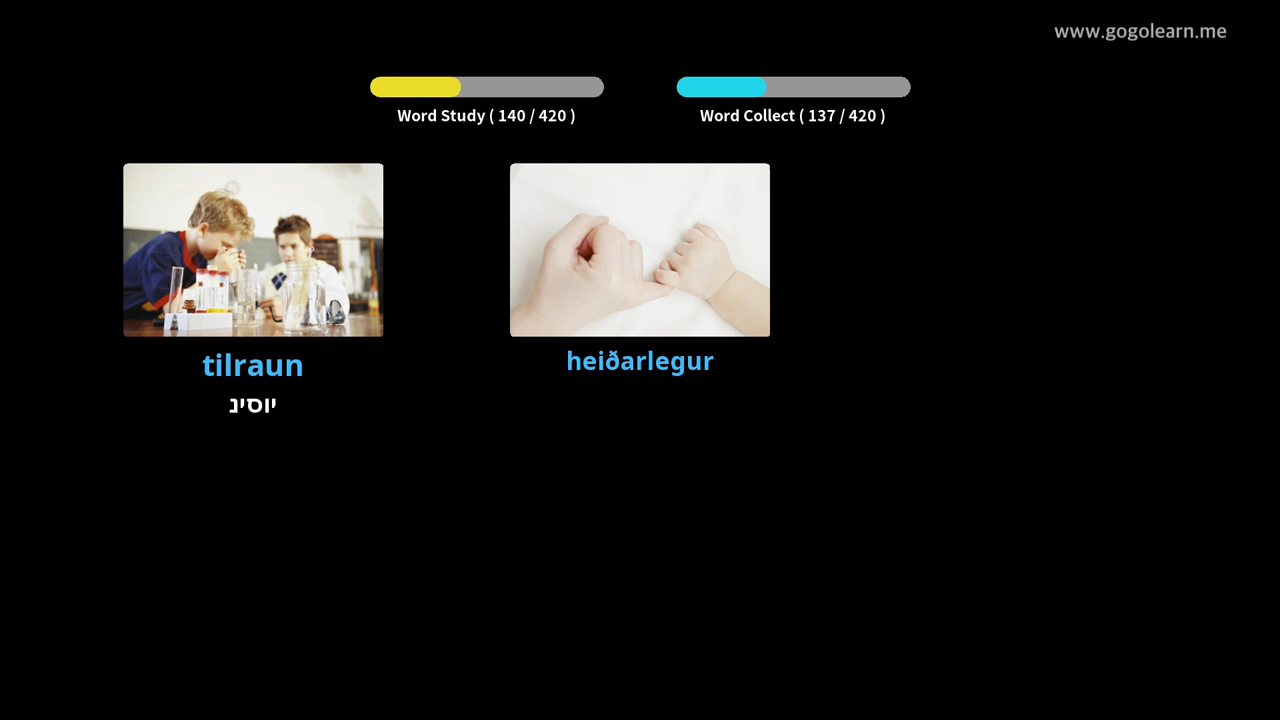 www.gogolearn.me
Word Study ( 140 / 420 )
Word Collect ( 137 / 420 )
tilraun
יוסינ
heiðarlegur